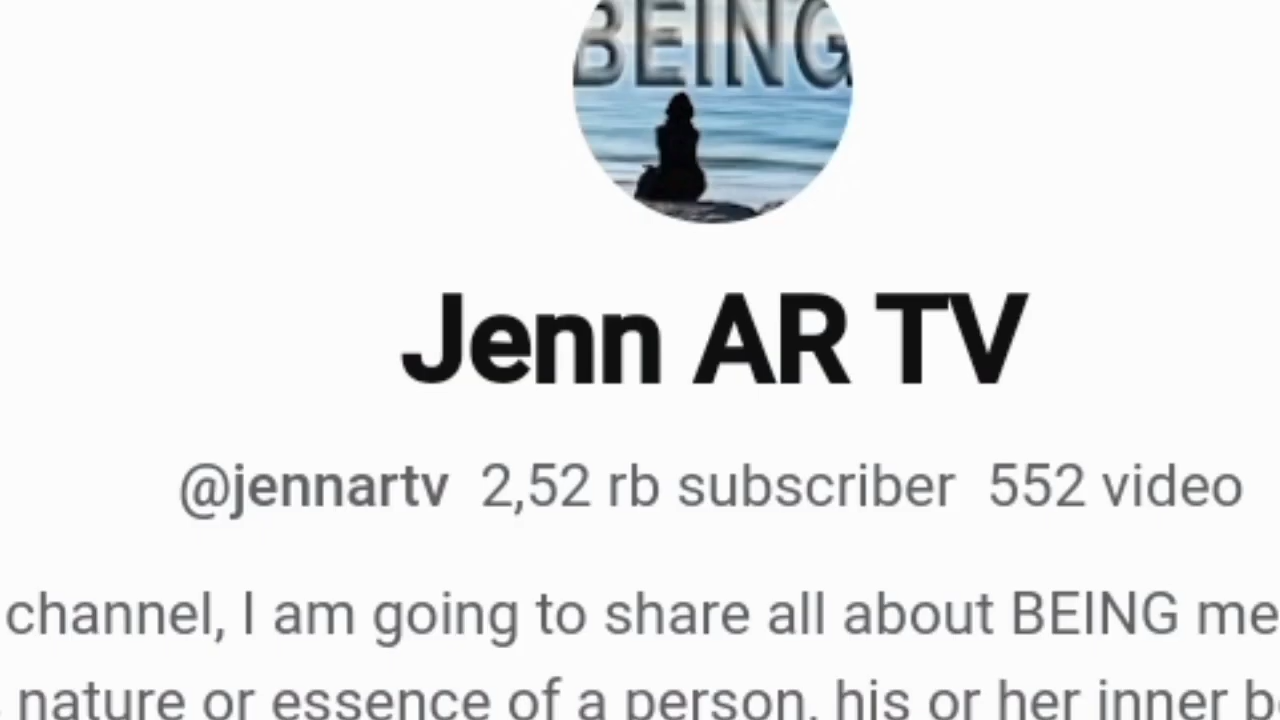 BEING
Jenn AR TV
@jennartv 2,52 rb subscriber 552 video
channel, I am going to share all about BEING me
nature or essence of a person, his or her inner